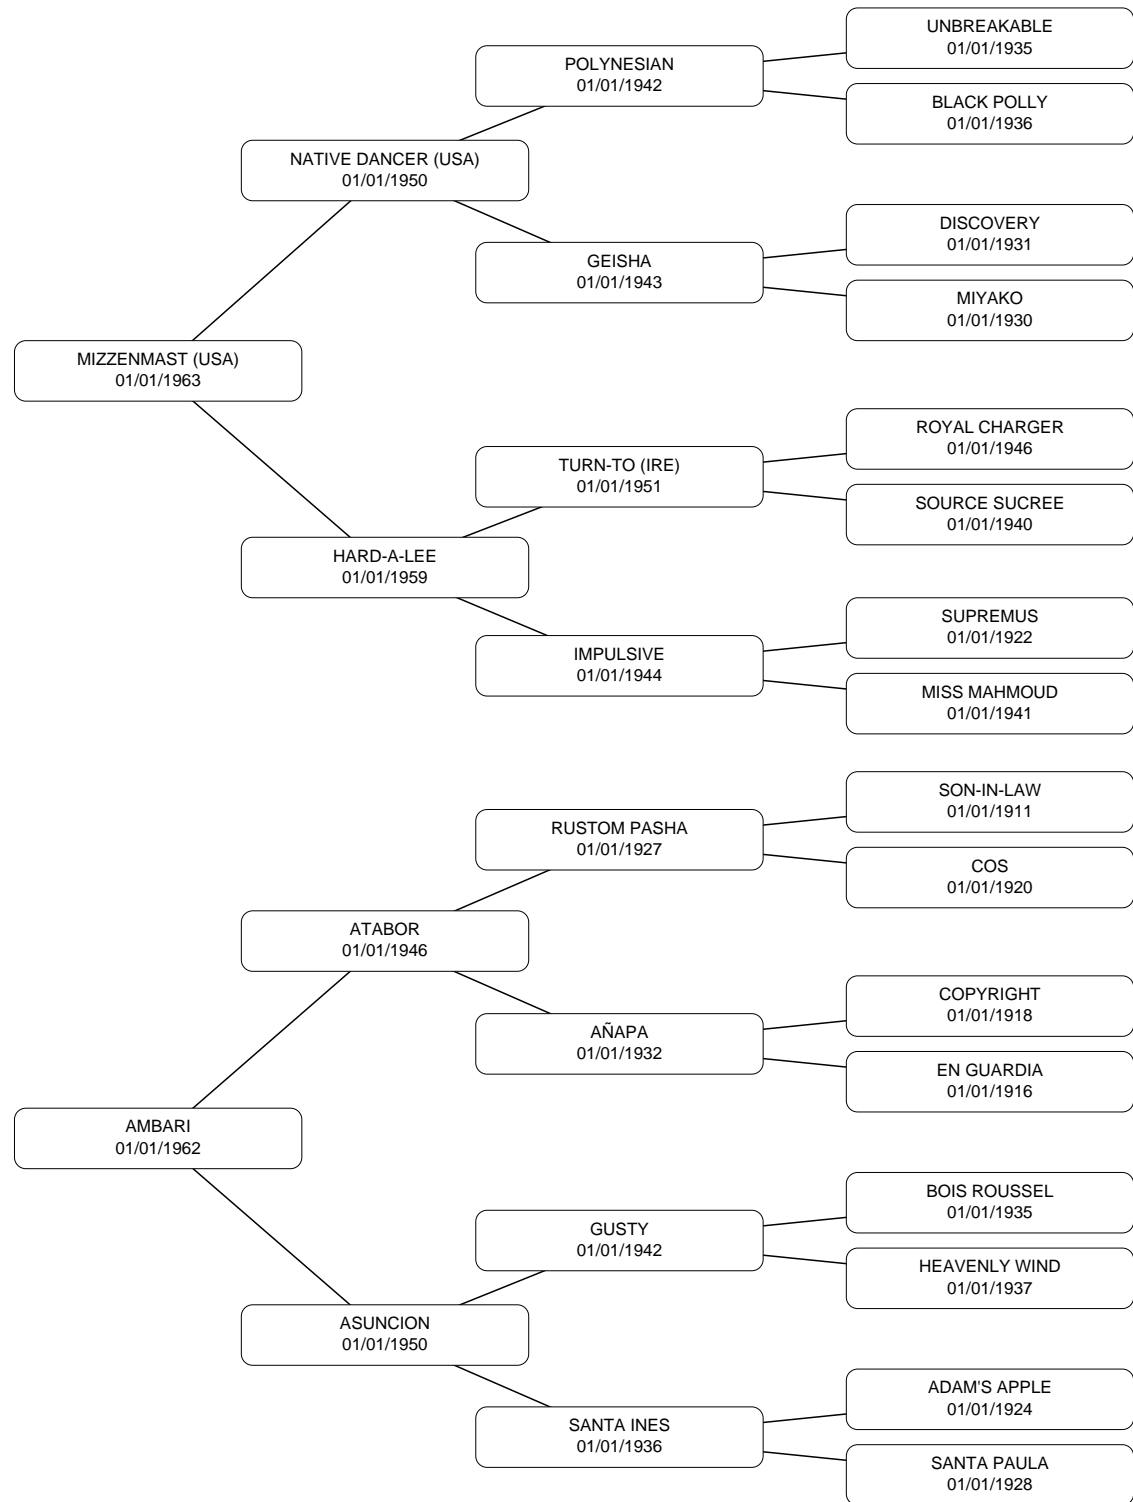 UNBREAKABLE
01/01/1935
POLYNESIAN
01/01/1942
BLACK POLLY
01/01/1936
NATIVE DANCER (USA)
01/01/1950
DISCOVERY
01/01/1931
GEISHA
01/01/1943
MIYAKO
01/01/1930
MIZZENMAST (USA)
01/01/1963
ROYAL CHARGER
01/01/1946
TURN-TO (IRE)
01/01/1951
SOURCE SUCREE
01/01/1940
HARD-A-LEE
01/01/1959
SUPREMUS
01/01/1922
IMPULSIVE
01/01/1944
MISS MAHMOUD
01/01/1941
SON-IN-LAW
01/01/1911
RUSTOM PASHA
01/01/1927
COS
01/01/1920
ATABOR
01/01/1946
COPYRIGHT
01/01/1918
AÑAPA
01/01/1932
EN GUARDIA
01/01/1916
AMBARI
01/01/1962
BOIS ROUSSEL
01/01/1935
GUSTY
01/01/1942
HEAVENLY WIND
01/01/1937
ASUNCION
01/01/1950
ADAM'S APPLE
01/01/1924
SANTA INES
01/01/1936
SANTA PAULA
01/01/1928